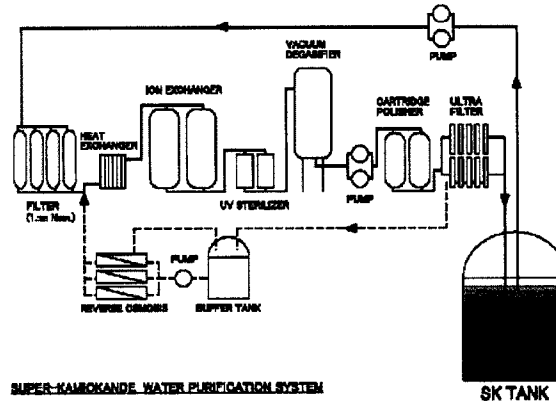 PUMP
VACUUM
DEGASIFIER
ION EXCHANGER
CARTRIDGE
POLISHER
ULTRA
FILTER
HEAT
EXCHANGER
FILTER
UV STERILIZER
PUMP
PUMP
REVERSE OSMOSIS
BUFFER TANK
SUPER-KAMIOKANDE WATER PURIFICATION SYSTEM
SK TANK